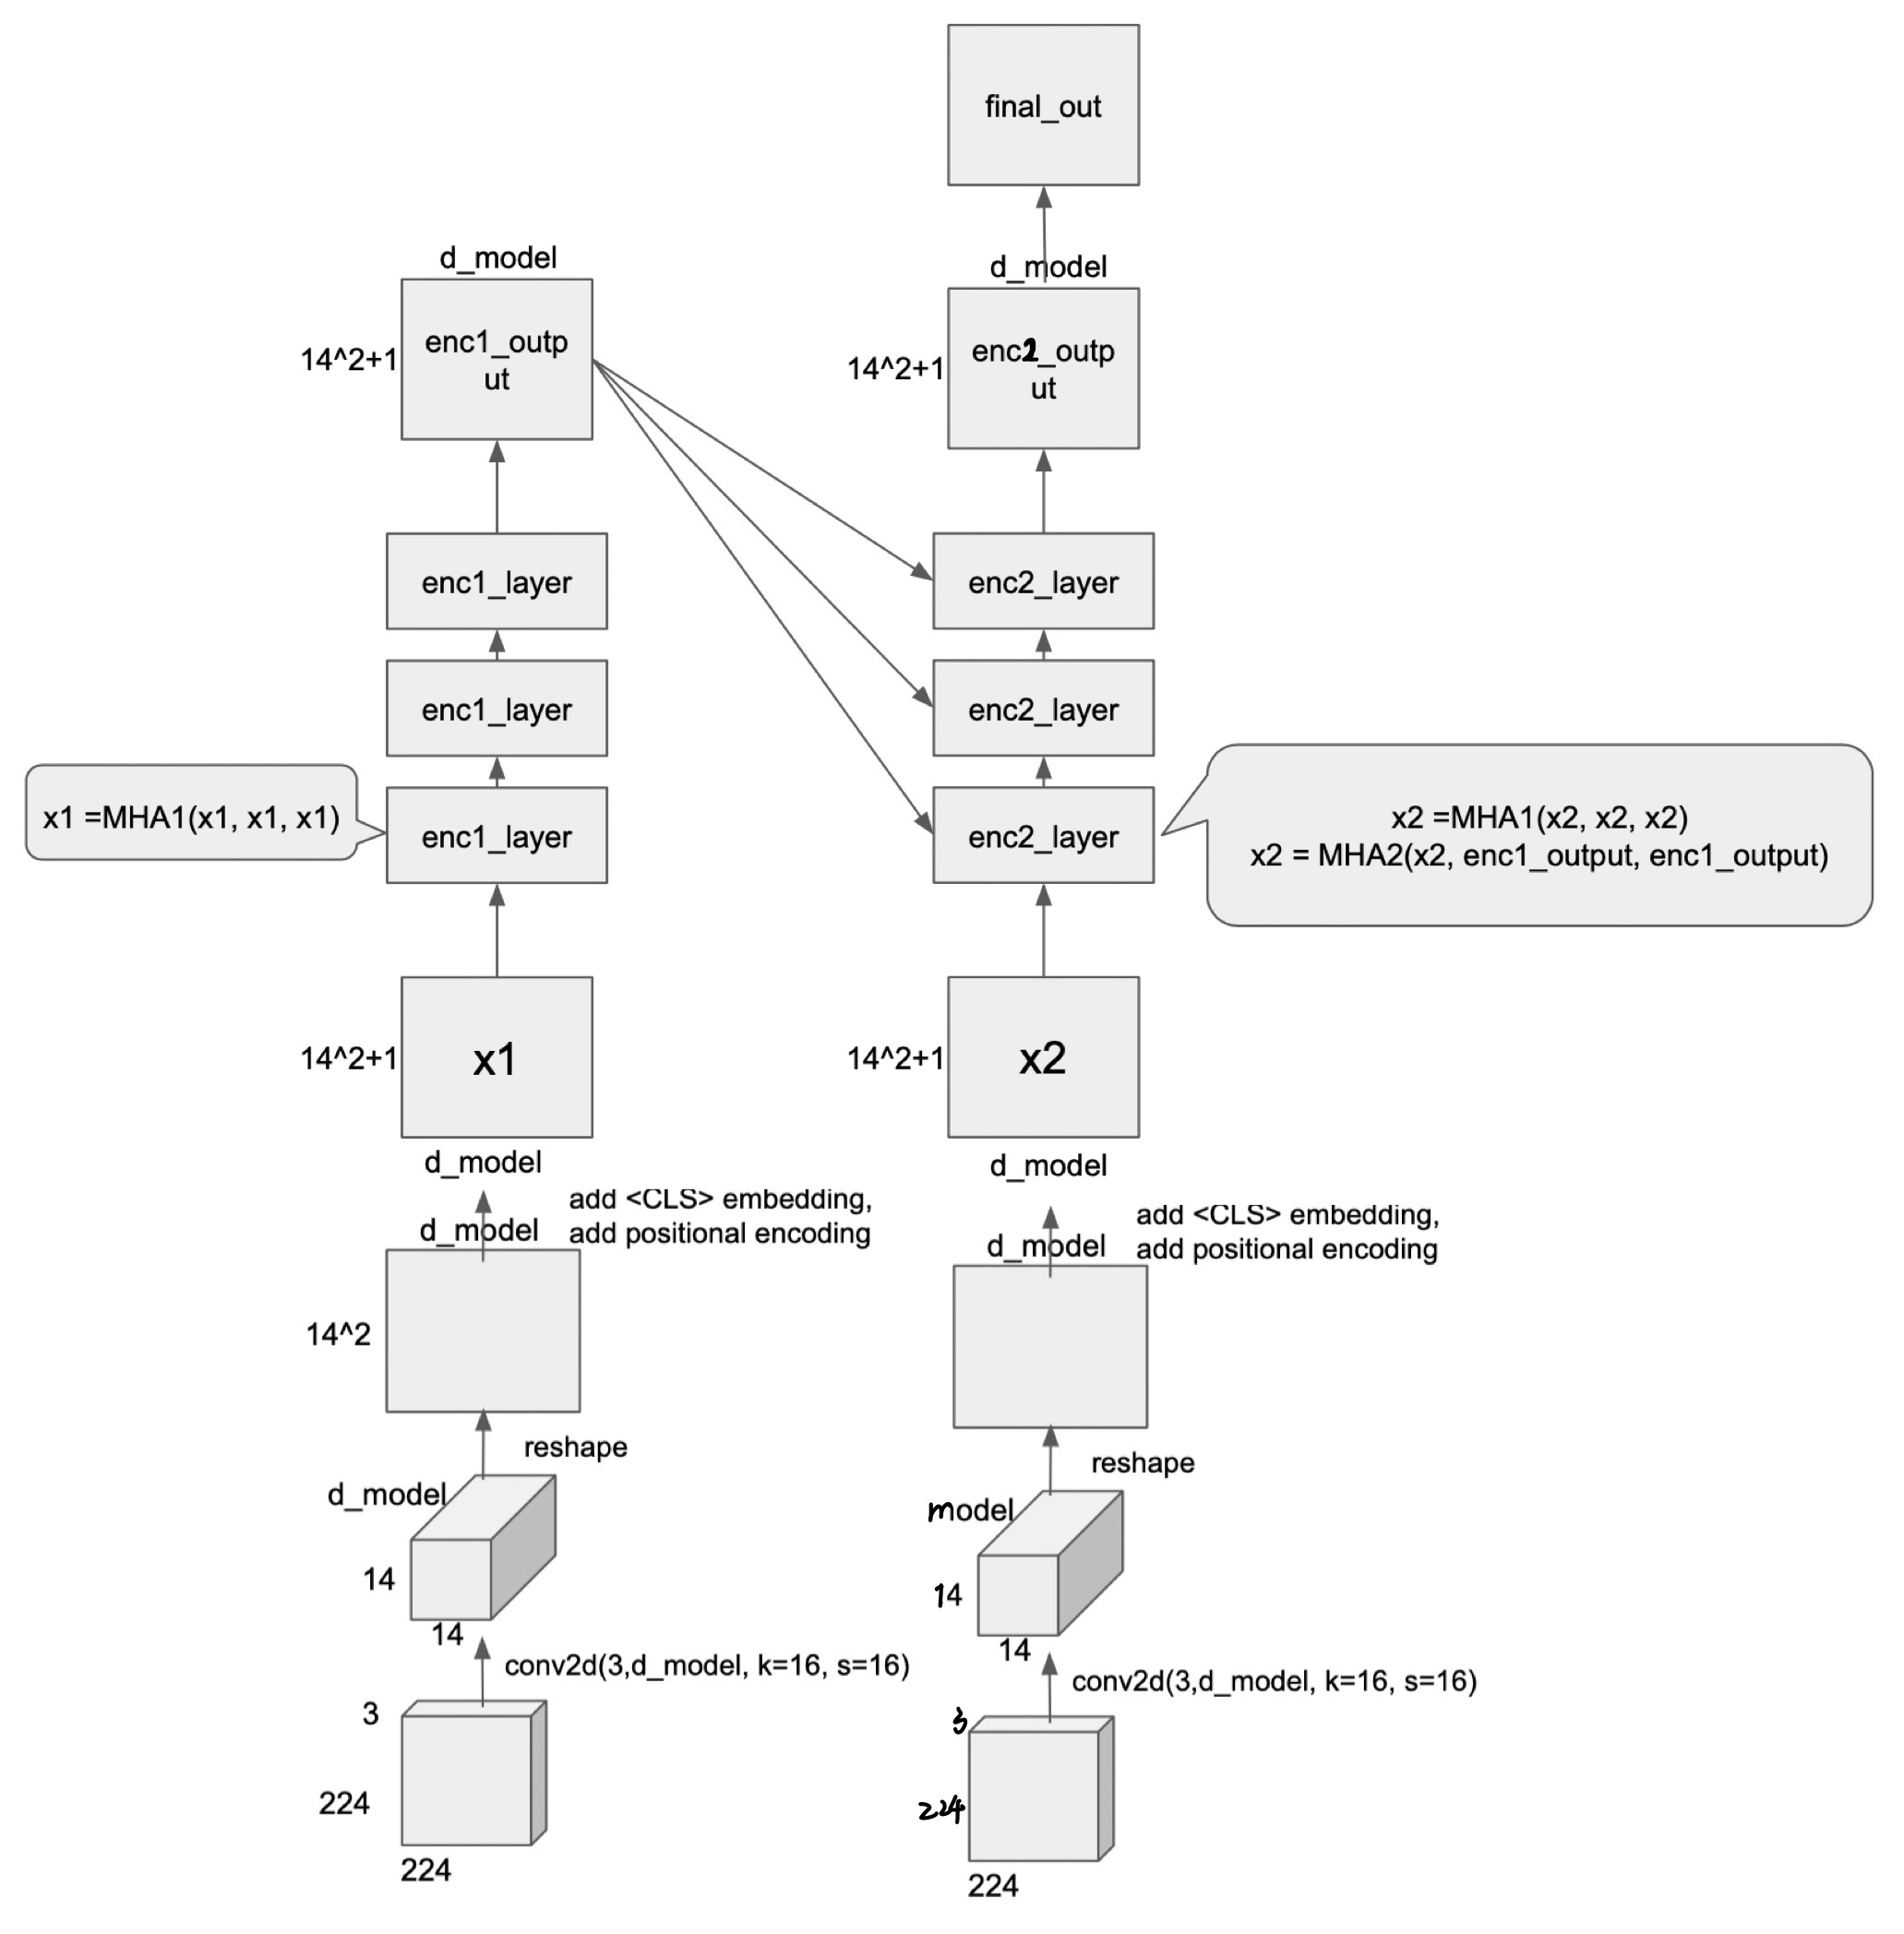 final_out
d_model
enc1_outp
ut
14^2+1
d_model
enc2_outp
ut
14^2+1
enc1_layer
enc2_layer
enc1_layer
enc2_layer
x1 =MHA1(x1, x1, x1)
enc1_layer
enc2_layer
x2 =MHA1(x2, x2, x2)
x2 = MHA2(x2, enc1_output, enc1_output)
14^2+1
x1
14^2+1
x2
d_model
d_model
add <CLS> embedding,
add positional encoding
d_model
add <CLS> embedding,
add positional encoding
d_model
14^2
reshape
reshape
d_model
model
14
14
14
14
conv2d(3,d_model, k=16, s=16)
conv2d(3,d_model, k=16, s=16)
3
3
224
224
224
224